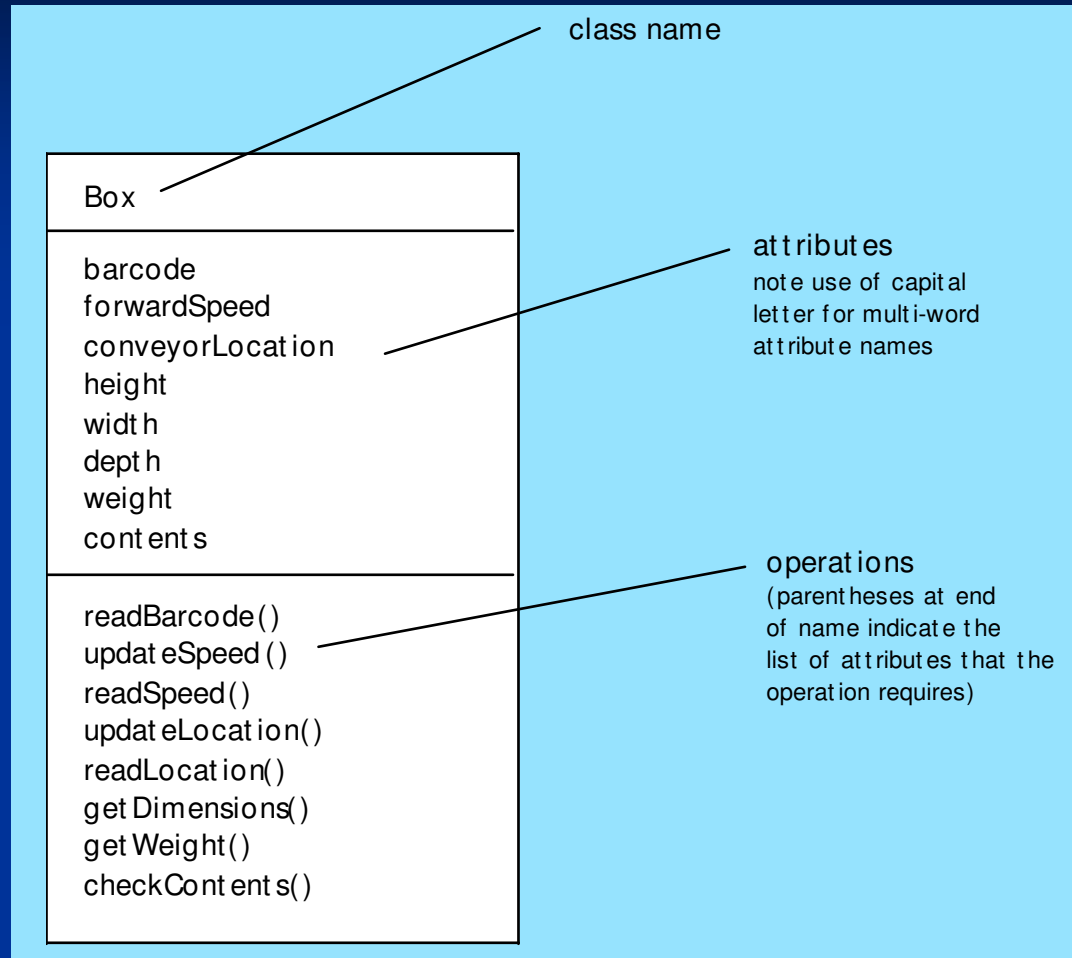 class name
Box
barcode
forwardSpeed
conveyorLocation
height
width
depth
weight
contents
attributes
note use of capital
letter for multi-word
attribute names
readBarcode()
updateSpeed()
readSpeed()
updateLocation()
readLocation()
getDimensions()
getWeight()
checkContents()
operations
(parentheses at end
of name indicate the
list of attributes that the
operation requires)